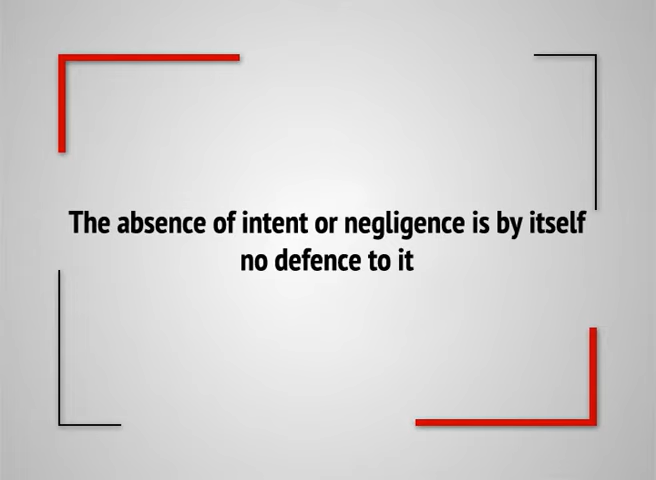 The absence of intent or negligence is by itself
no defence to it